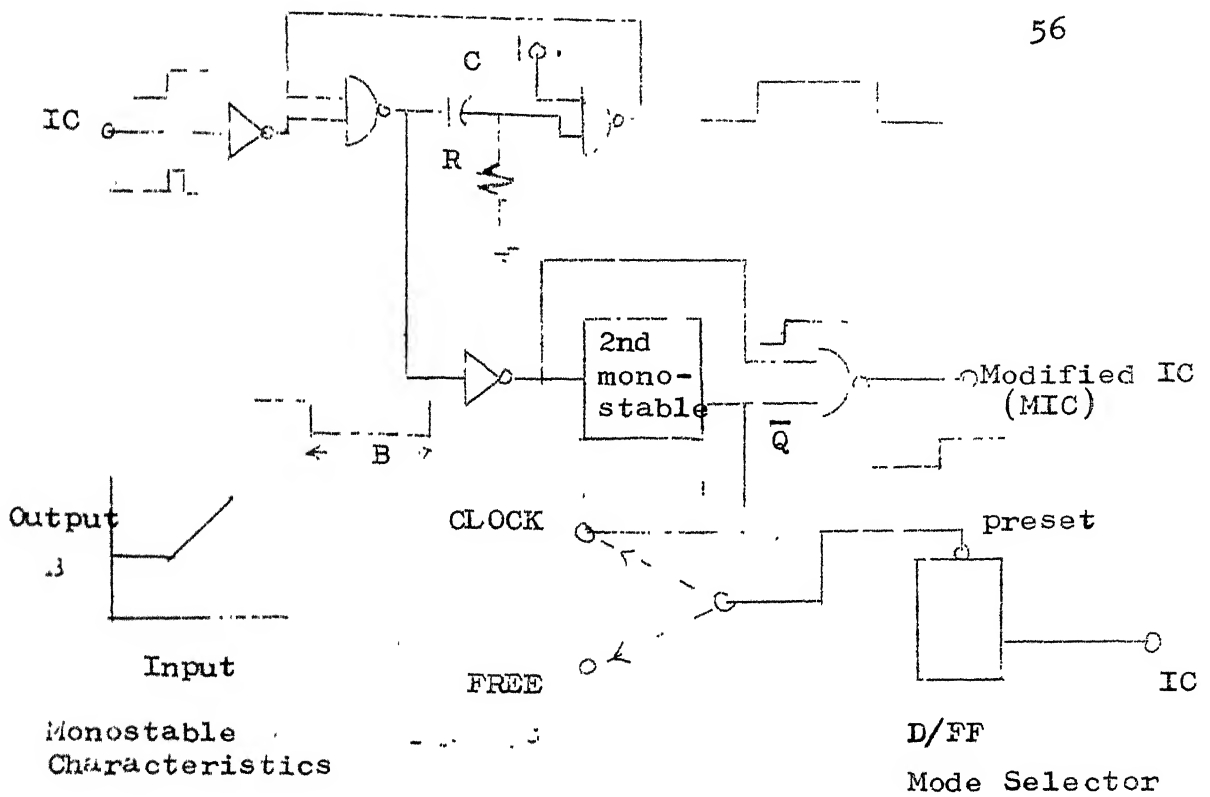 56
C
1
IC
R
2nd
mono-
stable
Modified IC
(MIC)
Q̅
B
Output
CLOCK
preset
Input
FREE
IC
Monostable
Characteristics
D/FF
Mode Selector